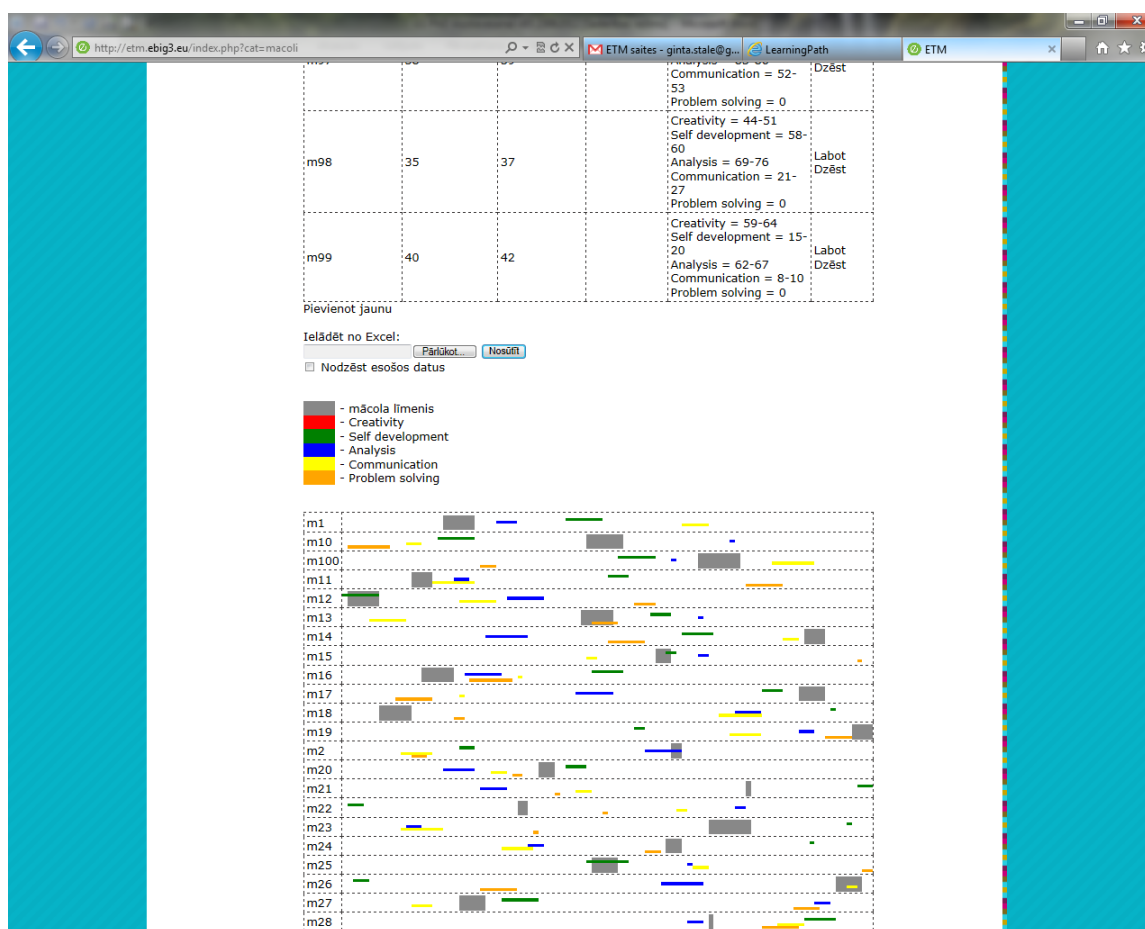 http://etm.ebig3.eu/index.php?cat=macoli
ETM saites - ginta.stale@g...
LearningPath
ETM
Communication = 52-
Dzēst
53
Problem solving = 0
m98 35 37
Creativity = 44-51
Self development = 58-
60
Analysis = 69-76
Communication = 21-
27
Problem solving = 0
Labot
Dzēst
m99 40 42
Creativity = 59-64
Self development = 15-
20
Analysis = 62-67
Communication = 8-10
Problem solving = 0
Labot
Dzēst
Pievienot jaunu
Ielādēt no Excel:
Pārlūkot... Nosūtīt
Nodzēst esošos datus
- mācola līmenis
- Creativity
- Self development
- Analysis
- Communication
- Problem solving
m1
m10
m100
m11
m12
m13
m14
m15
m16
m17
m18
m19
m2
m20
m21
m22
m23
m24
m25
m26
m27
m28